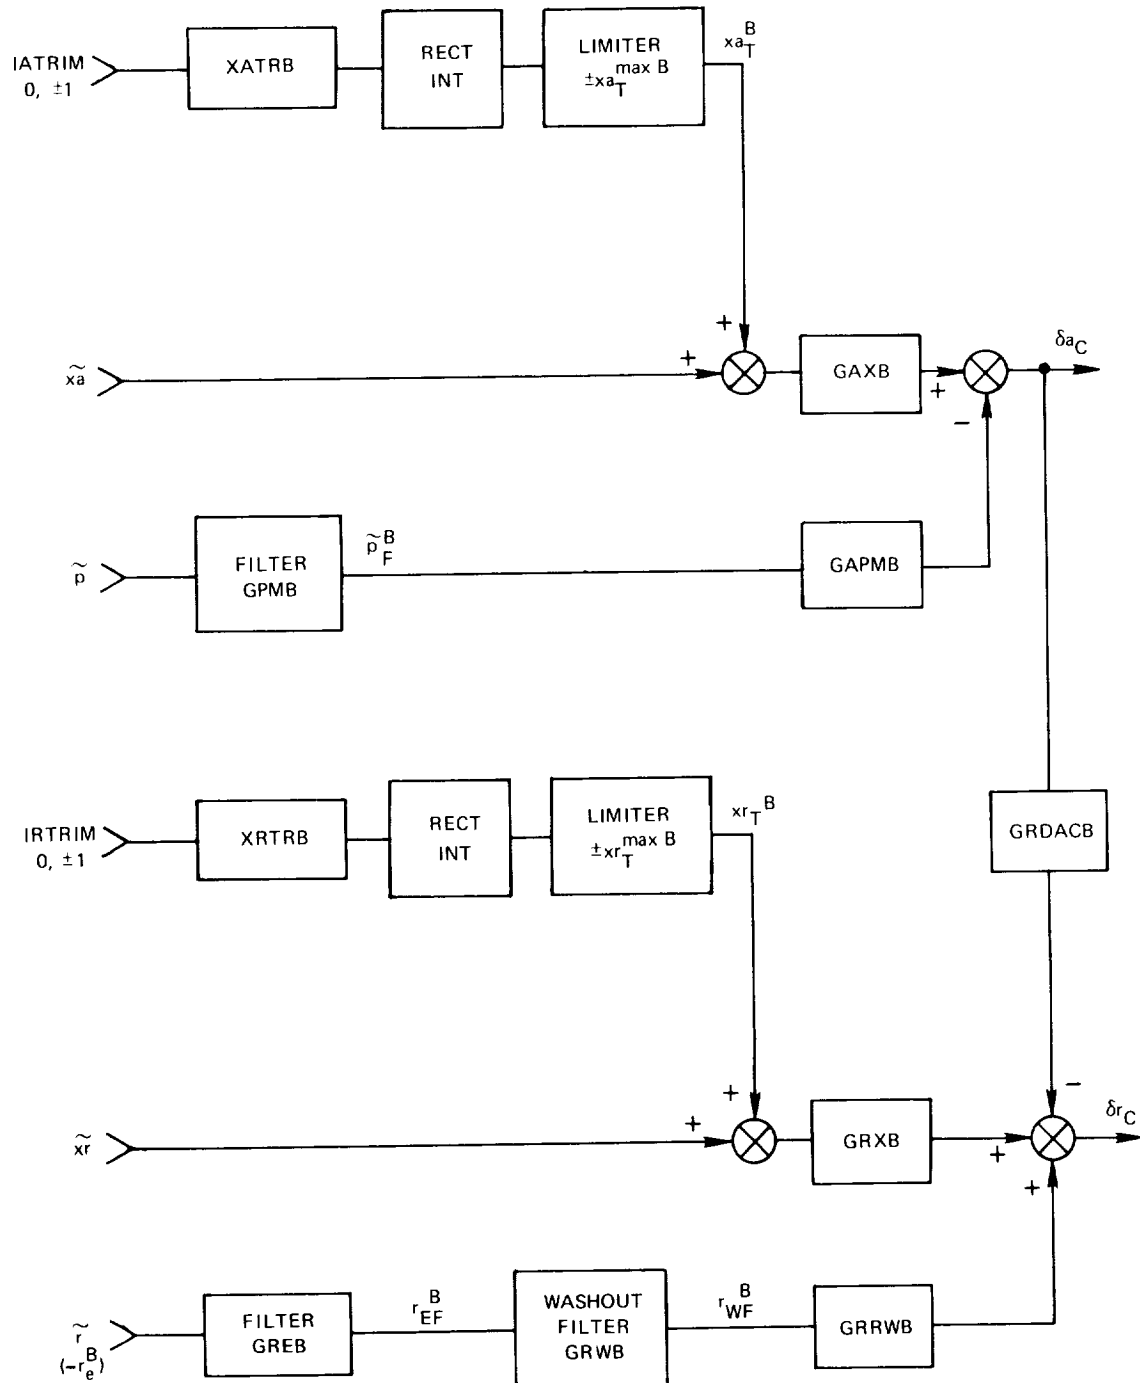 IATRIM
0, ±1
XATRB
RECT
INT
LIMITER
±xa_T^max B
xa_T^B
+
x̃a
+
GAXB
+
δa_C
−
p̃
FILTER
GPMB
p̃_F^B
GAPMB
IRTRIM
0, ±1
XRTRB
RECT
INT
LIMITER
±xr_T^max B
xr_T^B
GRDACB
+
x̃r
+
GRXB
+
−
δr_C
+
r̃
(−r_e^B)
FILTER
GREB
r_EF^B
WASHOUT
FILTER
GRWB
r_WF^B
GRRWB